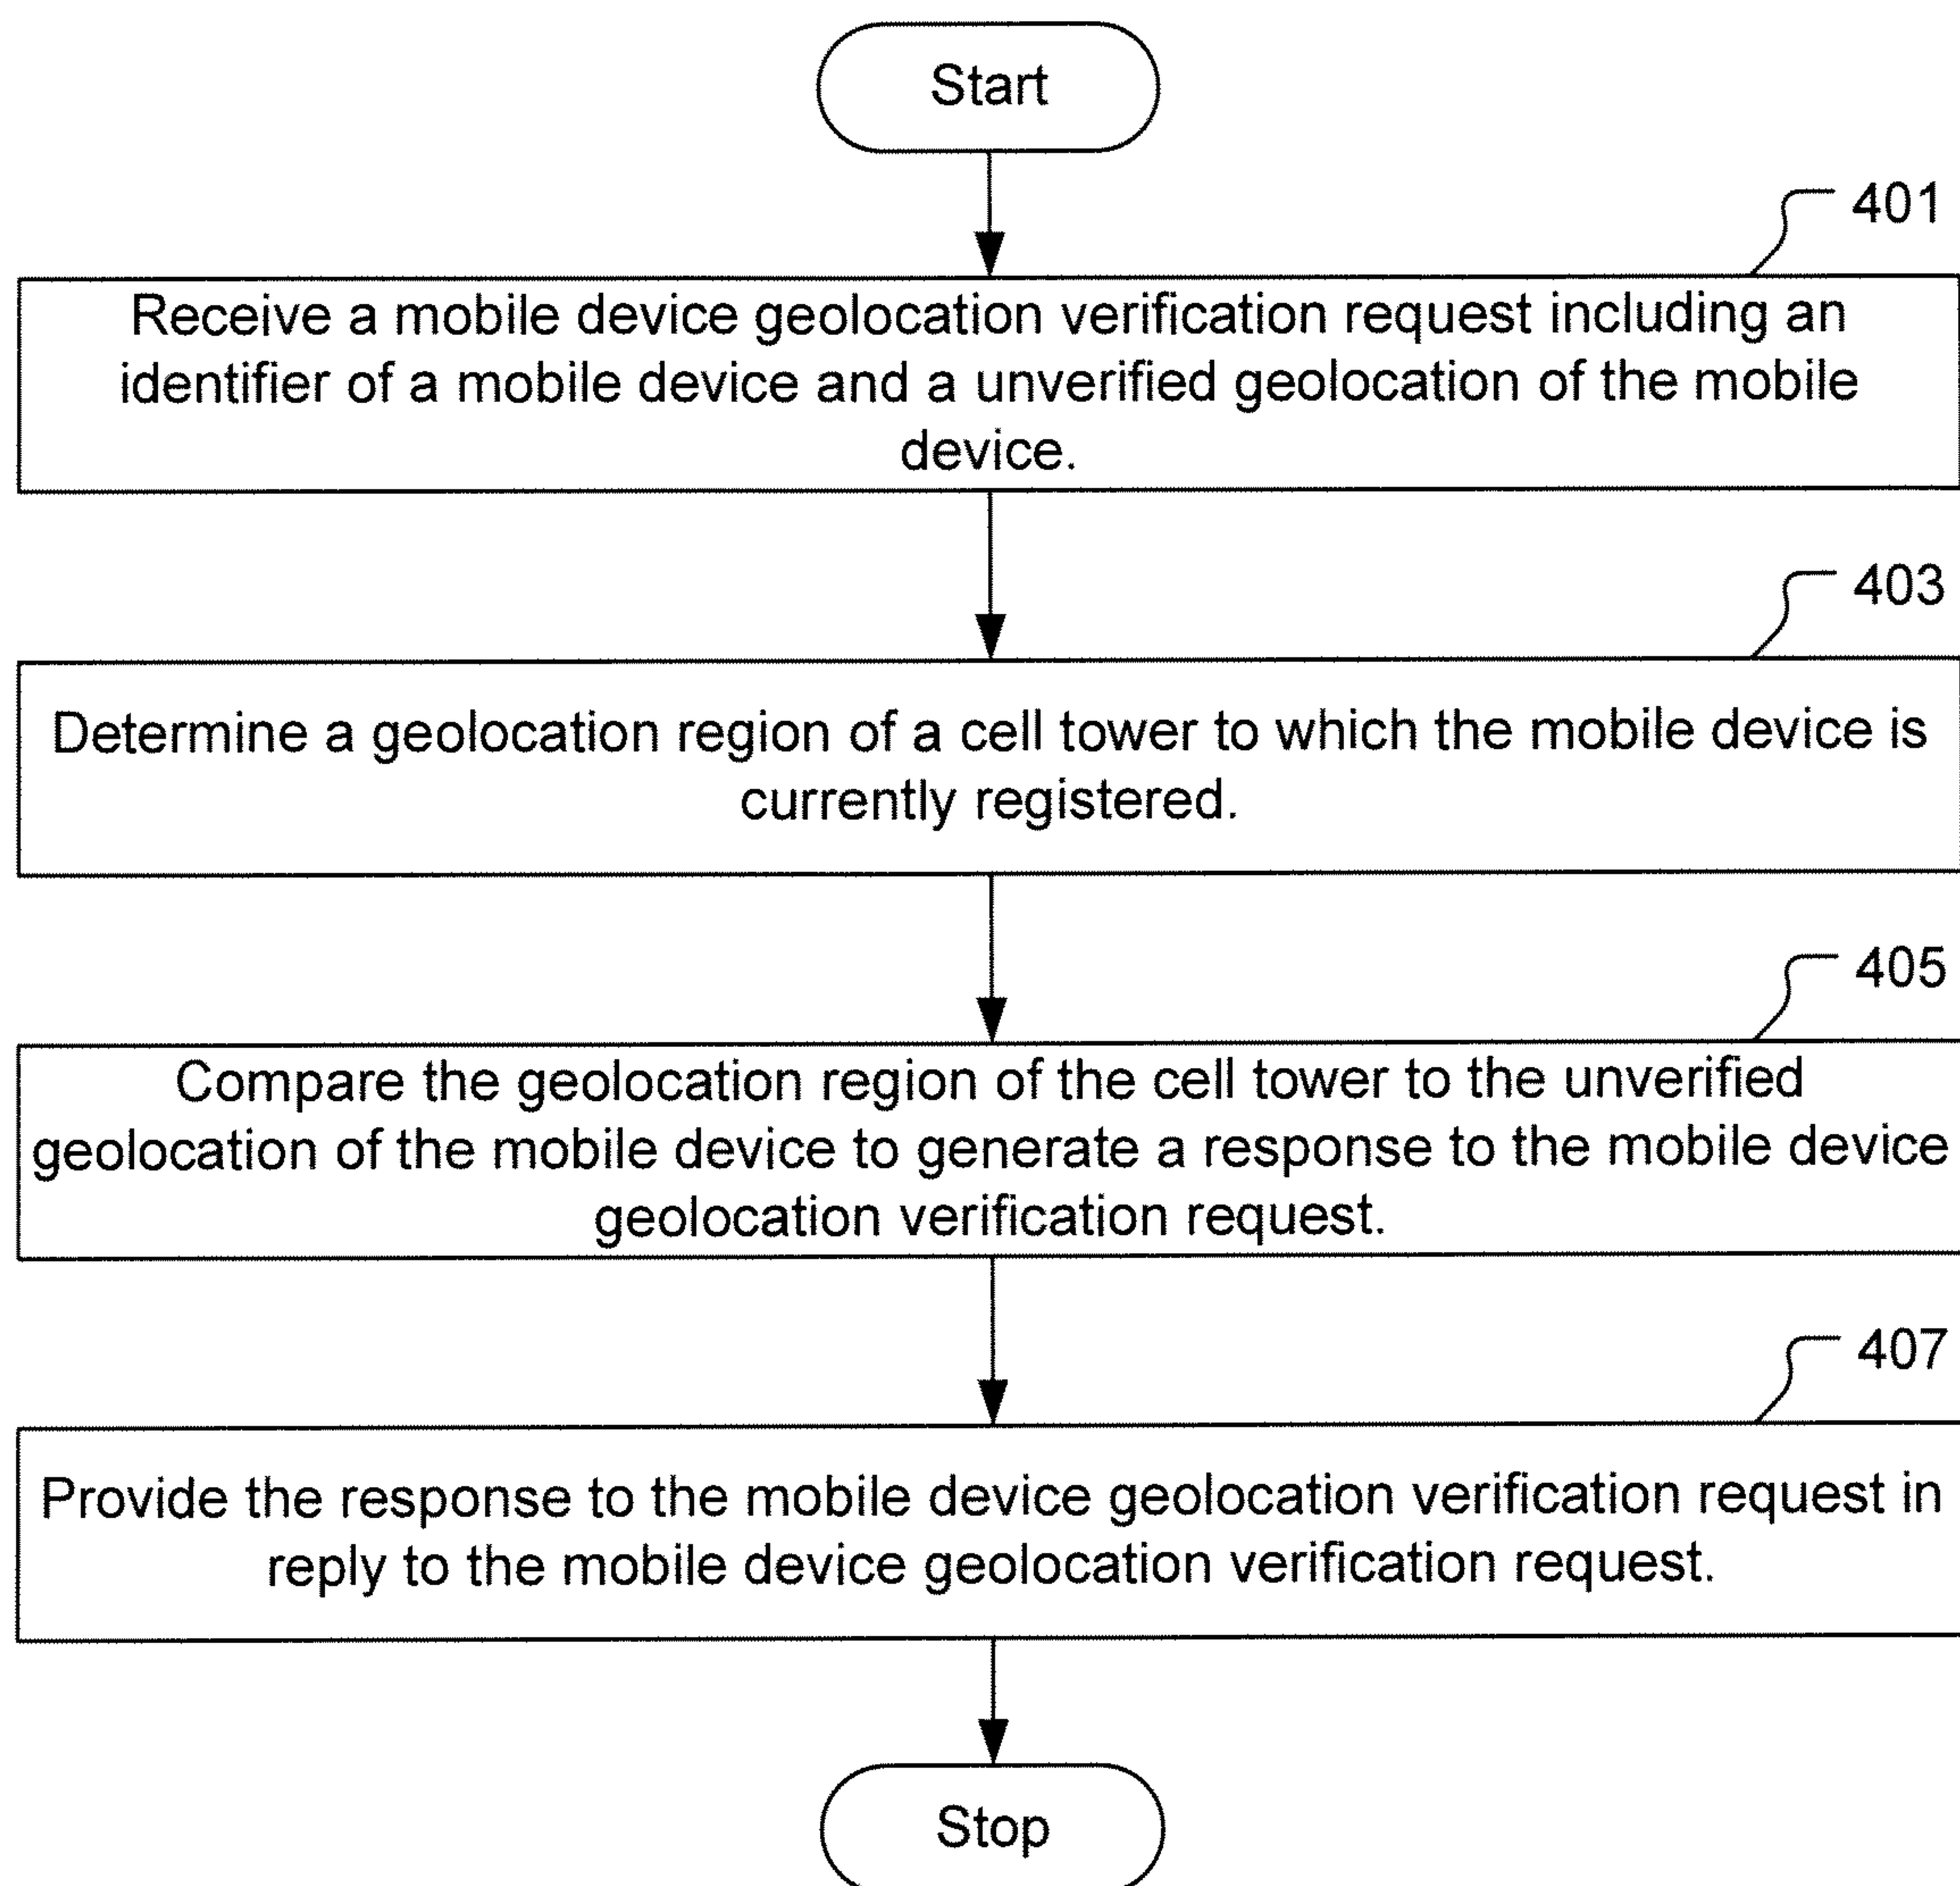 Start
401
Receive a mobile device geolocation verification request including an
identifier of a mobile device and a unverified geolocation of the mobile
device.
403
Determine a geolocation region of a cell tower to which the mobile device is
currently registered.
405
Compare the geolocation region of the cell tower to the unverified
geolocation of the mobile device to generate a response to the mobile device
geolocation verification request.
407
Provide the response to the mobile device geolocation verification request in
reply to the mobile device geolocation verification request.
Stop